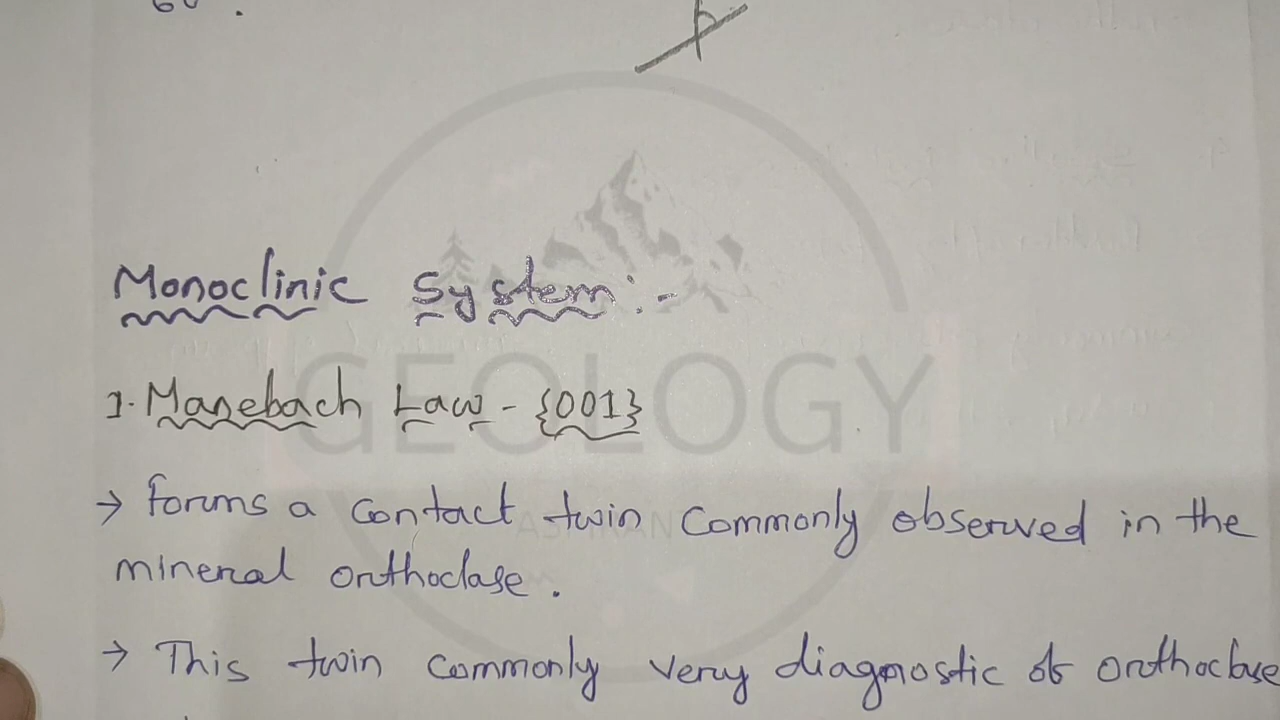 Monoclinic System:-
1. Manebach Law - {001}
→ forms a contact twin commonly observed in the
mineral orthoclase.
→ This twin commonly very diagnostic of orthoclase
GEOLOGY